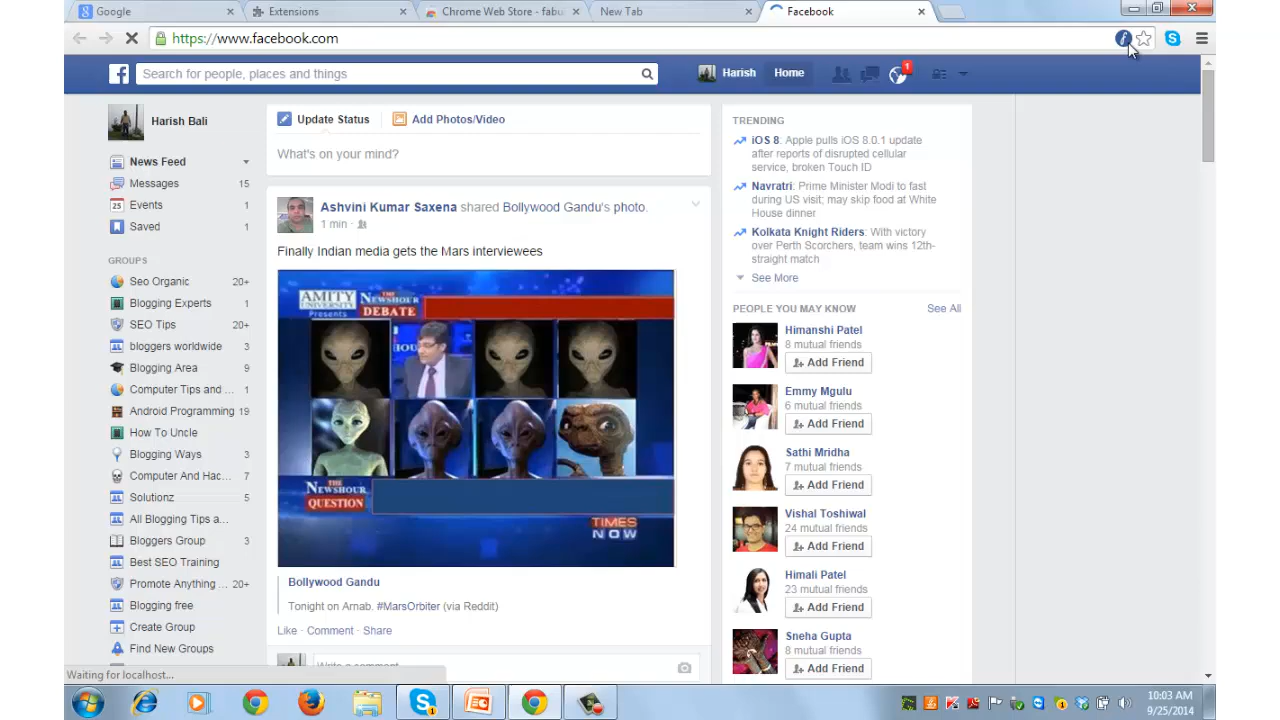 Google
Extensions
Chrome Web Store - fabu
New Tab
Facebook
https://www.facebook.com
Search for people, places and things
Harish
Home
1
Harish Bali
News Feed
Messages 15
Events 1
Saved 1
GROUPS
Seo Organic 20+
Blogging Experts 1
SEO Tips 20+
bloggers worldwide 3
Blogging Area 9
Computer Tips and ... 1
Android Programming 19
How To Uncle
Blogging Ways 3
Computer And Hac... 7
Solutionz 5
All Blogging Tips a...
Bloggers Group 3
Best SEO Training
Promote Anything ... 20+
Blogging free
Create Group
Find New Groups
Update Status
Add Photos/Video
What's on your mind?
Ashvini Kumar Saxena shared Bollywood Gandu's photo.
1 min
Finally Indian media gets the Mars interviewees
AMITY
UNIVERSITY
Presents
THE
NEWSHOUR
DEBATE
THE
NEWSHOUR
QUESTION
TIMES
NOW
Bollywood Gandu
Tonight on Arnab. #MarsOrbiter (via Reddit)
Like · Comment · Share
Write a comment...
TRENDING
iOS 8: Apple pulls iOS 8.0.1 update
after reports of disrupted cellular
service, broken Touch ID
Navratri: Prime Minister Modi to fast
during US visit; may skip food at White
House dinner
Kolkata Knight Riders: With victory
over Perth Scorchers, team wins 12th-
straight match
See More
PEOPLE YOU MAY KNOW
See All
Himanshi Patel
8 mutual friends
Add Friend
Emmy Mgulu
6 mutual friends
Add Friend
Sathi Mridha
7 mutual friends
Add Friend
Vishal Toshiwal
24 mutual friends
Add Friend
Himali Patel
23 mutual friends
Add Friend
Sneha Gupta
8 mutual friends
Add Friend
Waiting for localhost...
10:03 AM
9/25/2014